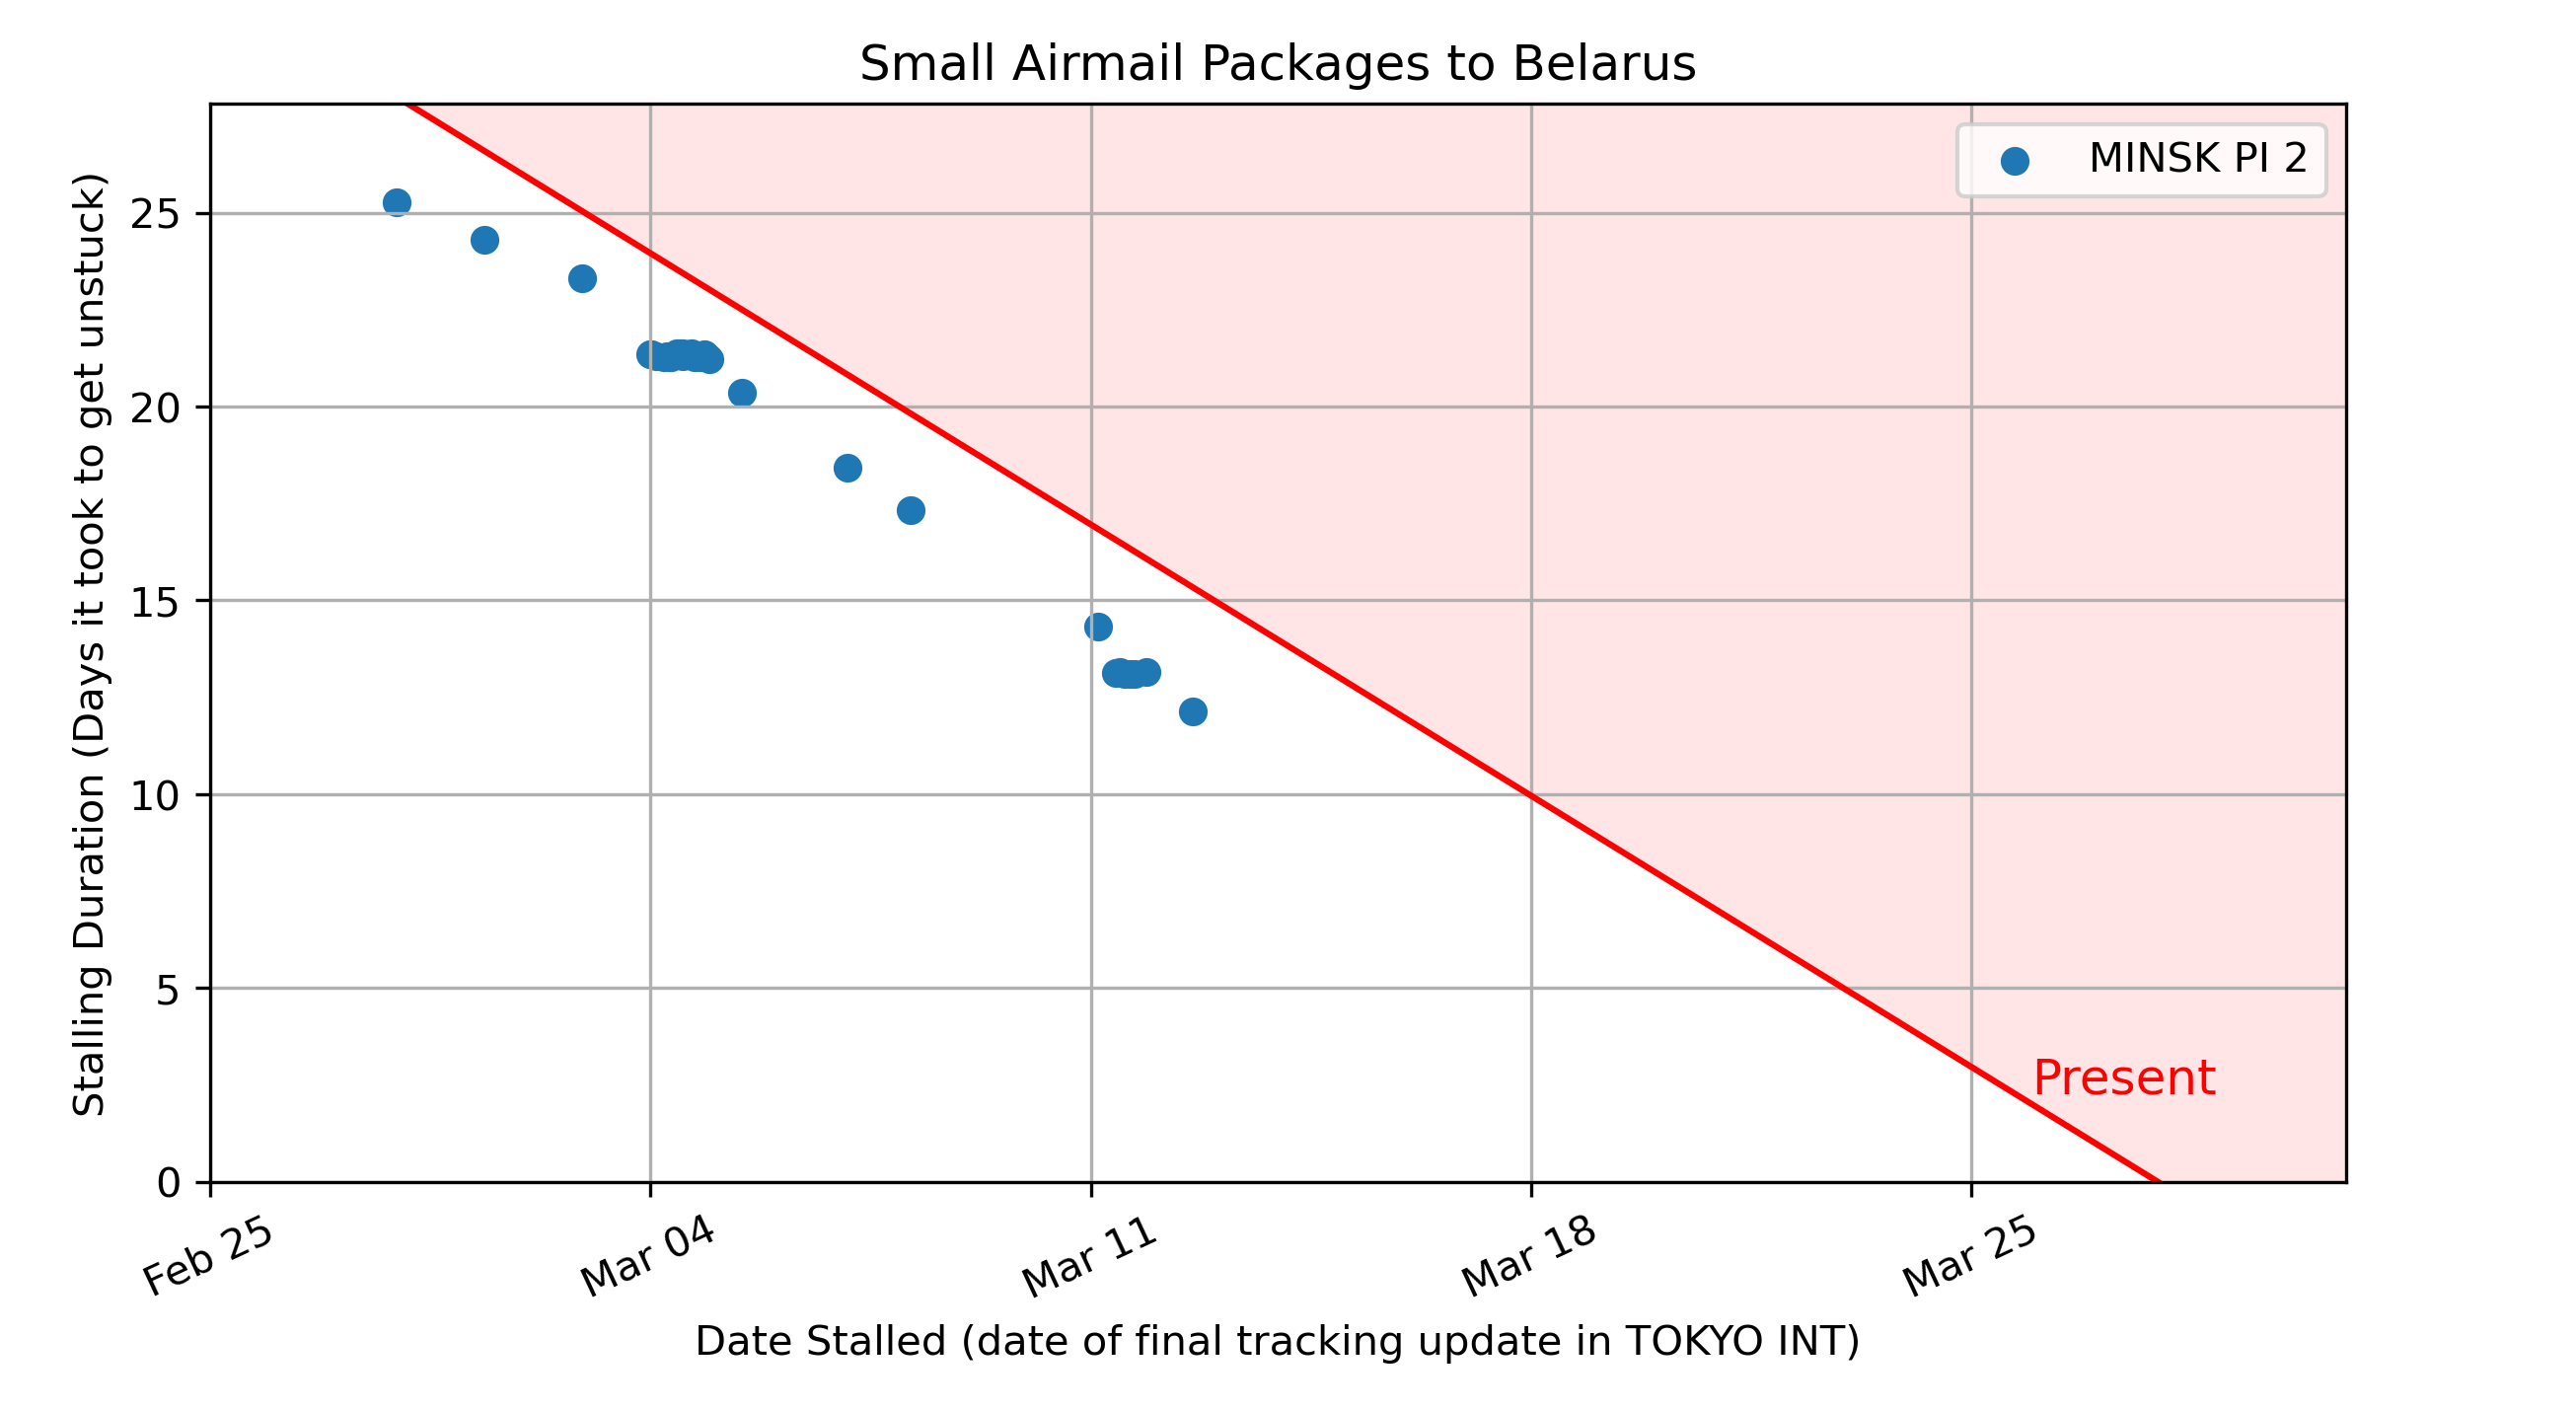 Small Airmail Packages to Belarus
MINSK PI 2
Stalling Duration (Days it took to get unstuck)
25
20
15
10
5
0
Present
Feb 25
Mar 04
Mar 11
Mar 18
Mar 25
Date Stalled (date of final tracking update in TOKYO INT)